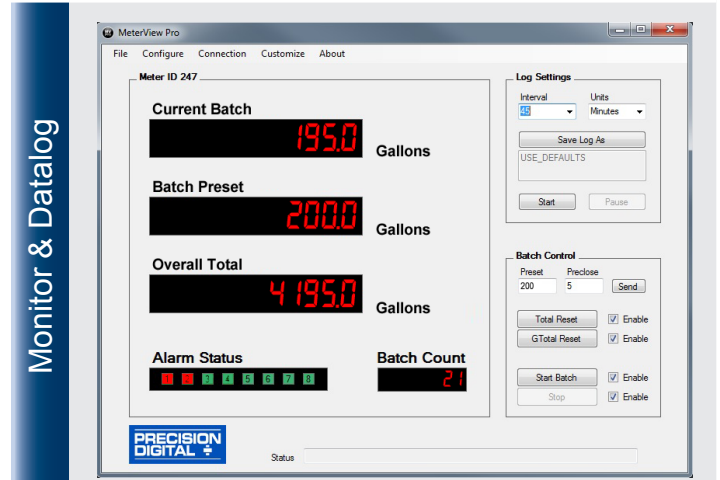 Monitor & Datalog
MeterView Pro
File Configure Connection Customize About
Meter ID 247
Current Batch
195.0
Gallons
Batch Preset
200.0
Gallons
Overall Total
4195.0
Gallons
Alarm Status
1 2 3 4 5 6 7 8
Batch Count
21
Log Settings
Interval Units
45 Minutes
Save Log As
USE_DEFAULTS
Start Pause
Batch Control
Preset Preclose
200 5 Send
Total Reset Enable
GTotal Reset Enable
Start Batch Enable
Stop Enable
PRECISION
DIGITAL
Status